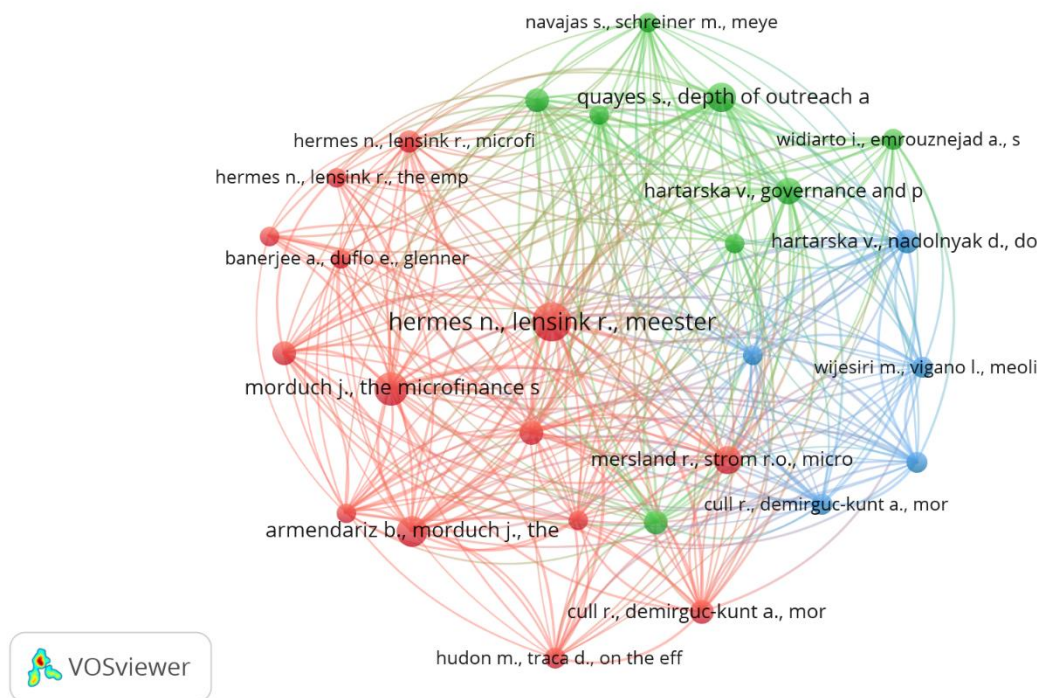 navajas s., schreiner m., meye
quayes s., depth of outreach a
hermes n., lensink r., microfi
widiarto i., emrouznejad a., s
hermes n., lensink r., the emp
hartarska v., governance and p
hartarska v., nadolnyak d., do
banerjee a., duflo e., glenner
hermes n., lensink r., meester
wijesiri m., vigano l., meoli
morduch j., the microfinance s
mersland r., strom r.o., micro
cull r., demirguc-kunt a., mor
armendariz b., morduch j., the
cull r., demirguc-kunt a., mor
hudon m., traca d., on the eff
VOSviewer